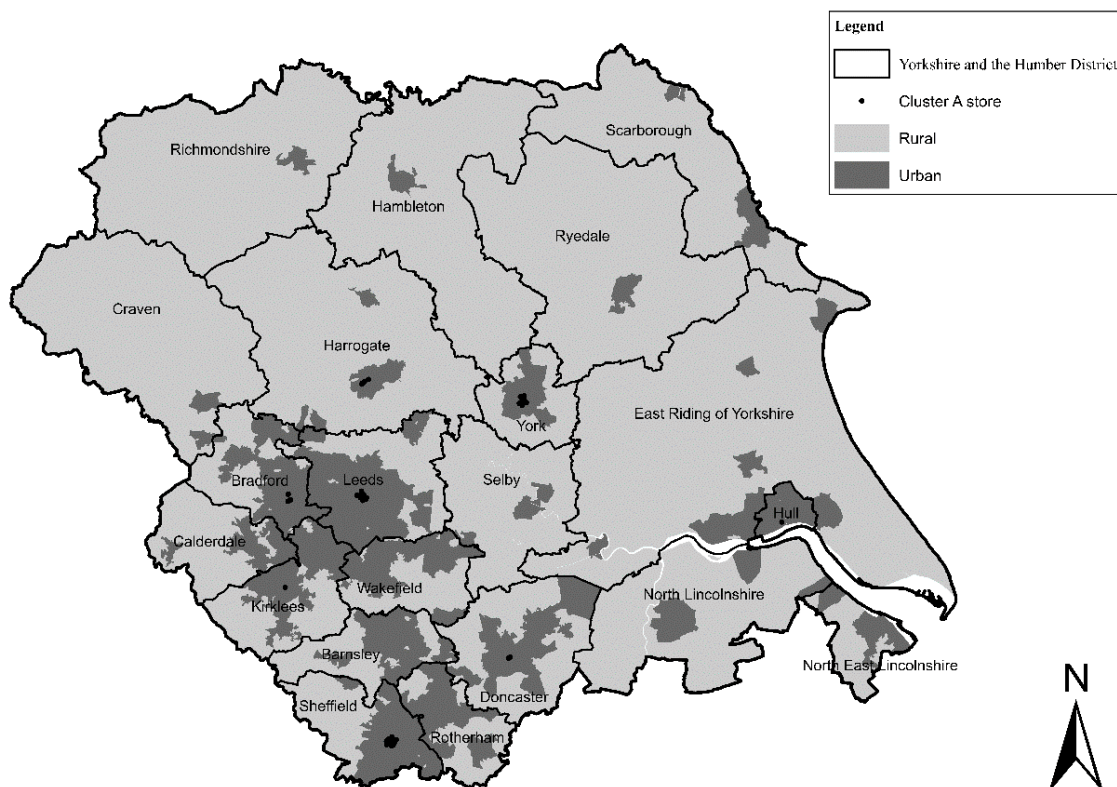 Legend
Yorkshire and the Humber District
Cluster A store
Rural
Urban
Scarborough
Richmondshire
Hambleton
Ryedale
Craven
Harrogate
East Riding of Yorkshire
York
Bradford
Leeds
Selby
Hull
Calderdale
Wakefield
North Lincolnshire
Kirklees
Barnsley
North East Lincolnshire
Doncaster
Sheffield
Rotherham
N